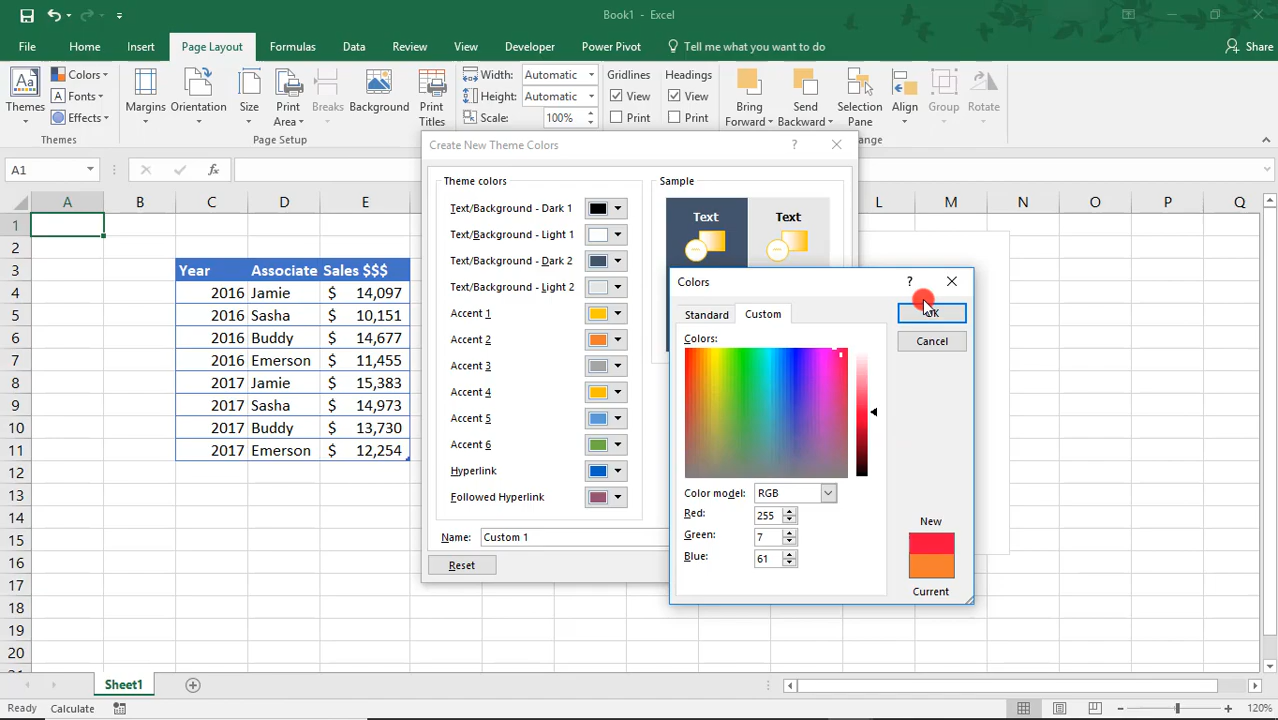 Book1 - Excel
File Home Insert Page Layout Formulas Data Review View Developer Power Pivot Tell me what you want to do Share
Themes Colors Fonts Effects
Margins Orientation Size Print Area Breaks Background Print Titles
Width: Automatic
Height: Automatic
Scale: 100%
Gridlines View Print
Headings View Print
Bring Forward Send Backward Selection Pane Align Group Rotate
Themes Page Setup
A1 fx
A B C D E L M N O P Q
1
2
3 Year Associate Sales $$$
4 2016 Jamie $ 14,097
5 2016 Sasha $ 10,151
6 2016 Buddy $ 14,677
7 2016 Emerson $ 11,455
8 2017 Jamie $ 15,383
9 2017 Sasha $ 14,973
10 2017 Buddy $ 13,730
11 2017 Emerson $ 12,254
12
13
14
15
16
17
18
19
20
Create New Theme Colors ?
Theme colors
Text/Background - Dark 1
Text/Background - Light 1
Text/Background - Dark 2
Text/Background - Light 2
Accent 1
Accent 2
Accent 3
Accent 4
Accent 5
Accent 6
Hyperlink
Followed Hyperlink
Name: Custom 1
Reset
Sample
Text Text
Colors ?
Standard Custom
OK
Cancel
Colors:
Color model: RGB
Red: 255
Green: 7
Blue: 61
New
Current
Sheet1
Ready Calculate 120%